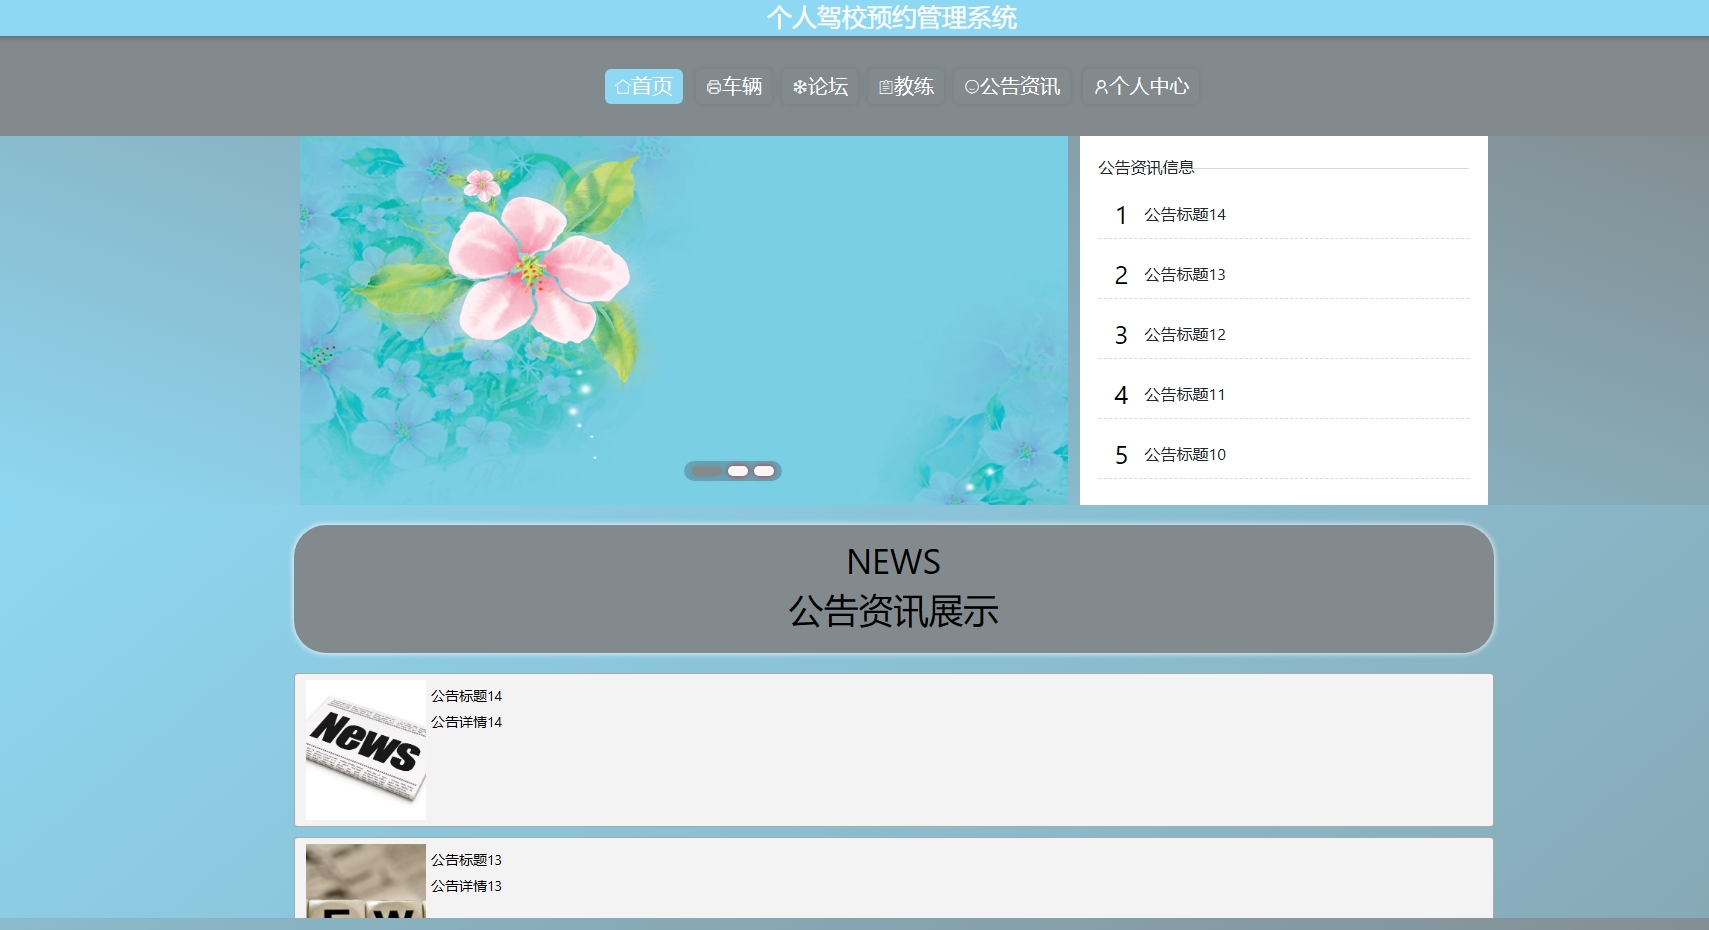 个人驾校预约管理系统
首页 车辆 论坛 教练 公告资讯 个人中心
公告资讯信息
1 公告标题14
2 公告标题13
3 公告标题12
4 公告标题11
5 公告标题10
NEWS
公告资讯展示
News
公告标题14
公告详情14
公告标题13
公告详情13
E W